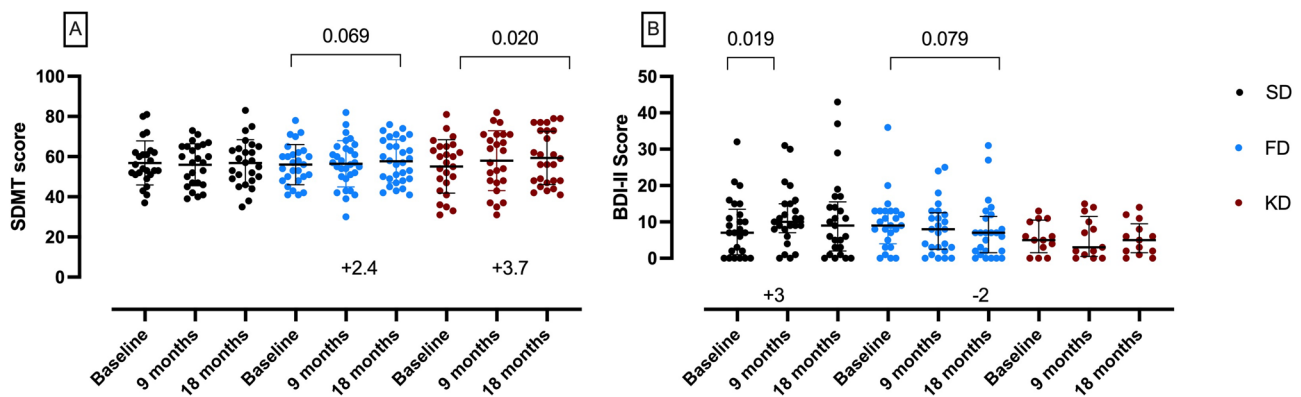 A
0.069
0.020
SDMT score
100
80
60
40
20
0
+2.4
+3.7
Baseline
9 months
18 months
Baseline
9 months
18 months
Baseline
9 months
18 months
B
0.019
0.079
BDI-II Score
50
40
30
20
10
0
+3
-2
Baseline
9 months
18 months
Baseline
9 months
18 months
Baseline
9 months
18 months
SD
FD
KD